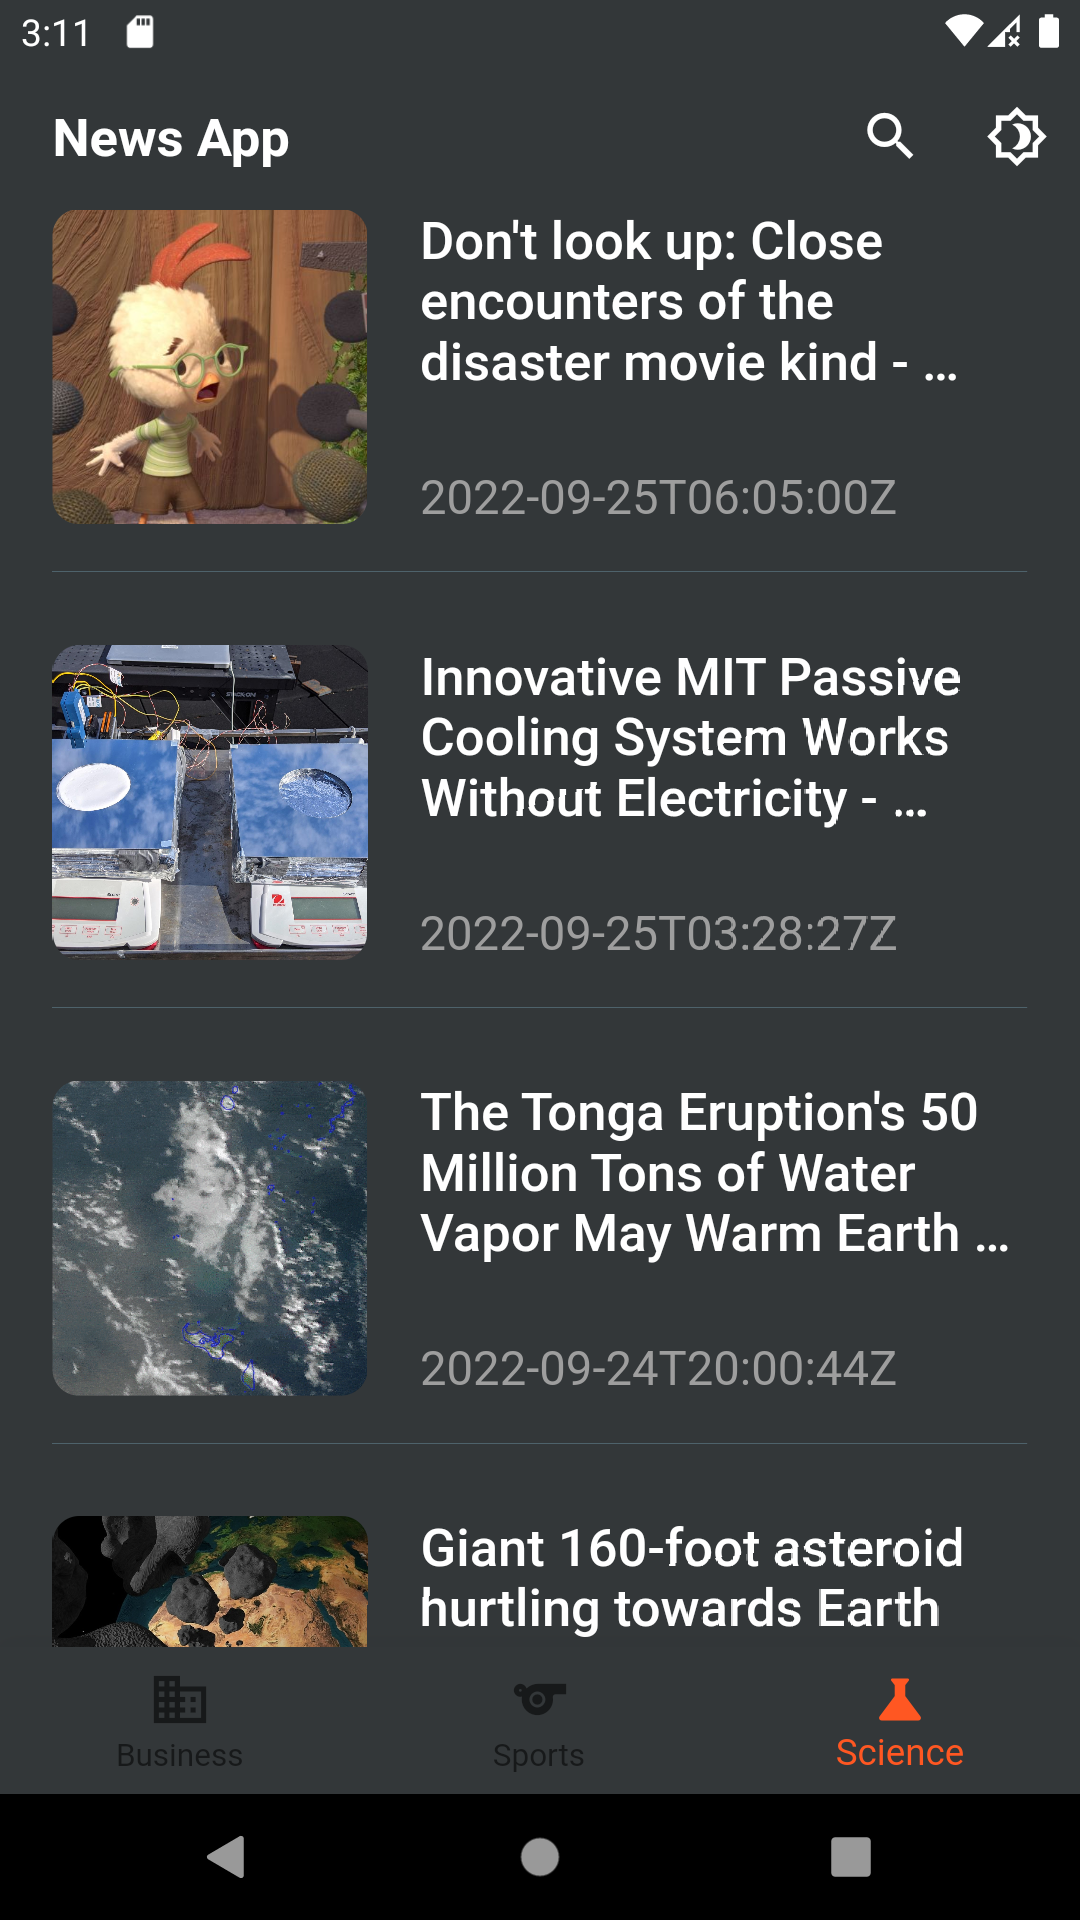 3:11
News App
Don't look up: Close
encounters of the
disaster movie kind - ...
2022-09-25T06:05:00Z
Innovative MIT Passive
Cooling System Works
Without Electricity - ...
2022-09-25T03:28:27Z
The Tonga Eruption's 50
Million Tons of Water
Vapor May Warm Earth ...
2022-09-24T20:00:44Z
Giant 160-foot asteroid
hurtling towards Earth
Business
Sports
Science